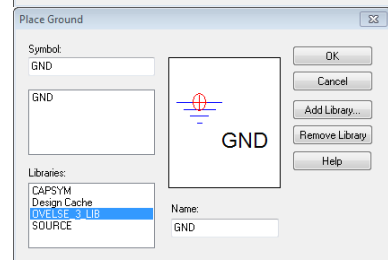 Place Ground
Symbol:
GND
GND
Libraries:
CAPSYM
Design Cache
OVELSE_3_LIB
SOURCE
GND
Name:
GND
OK
Cancel
Add Library...
Remove Library
Help